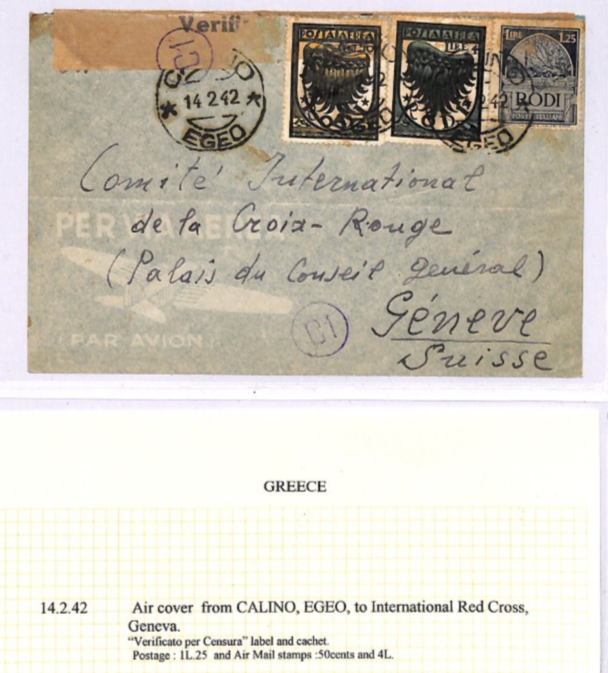 Verifi
C1
CALINO
14 2 42
EGEO
POSTA AEREA
POSTA AEREA
LIRE 1.25
RODI
POSTE ITALIANE
EGEO
Comité International
de la Croix-Rouge
PER VIA AEREA
(Palais du Conseil général)
C1
Genéve
(PAR AVION)
Suisse
GREECE
14.2.42 Air cover from CALINO, EGEO, to International Red Cross,
Geneva.
"Verificato per Censura" label and cachet.
Postage : 1L.25 and Air Mail stamps :50cents and 4L.